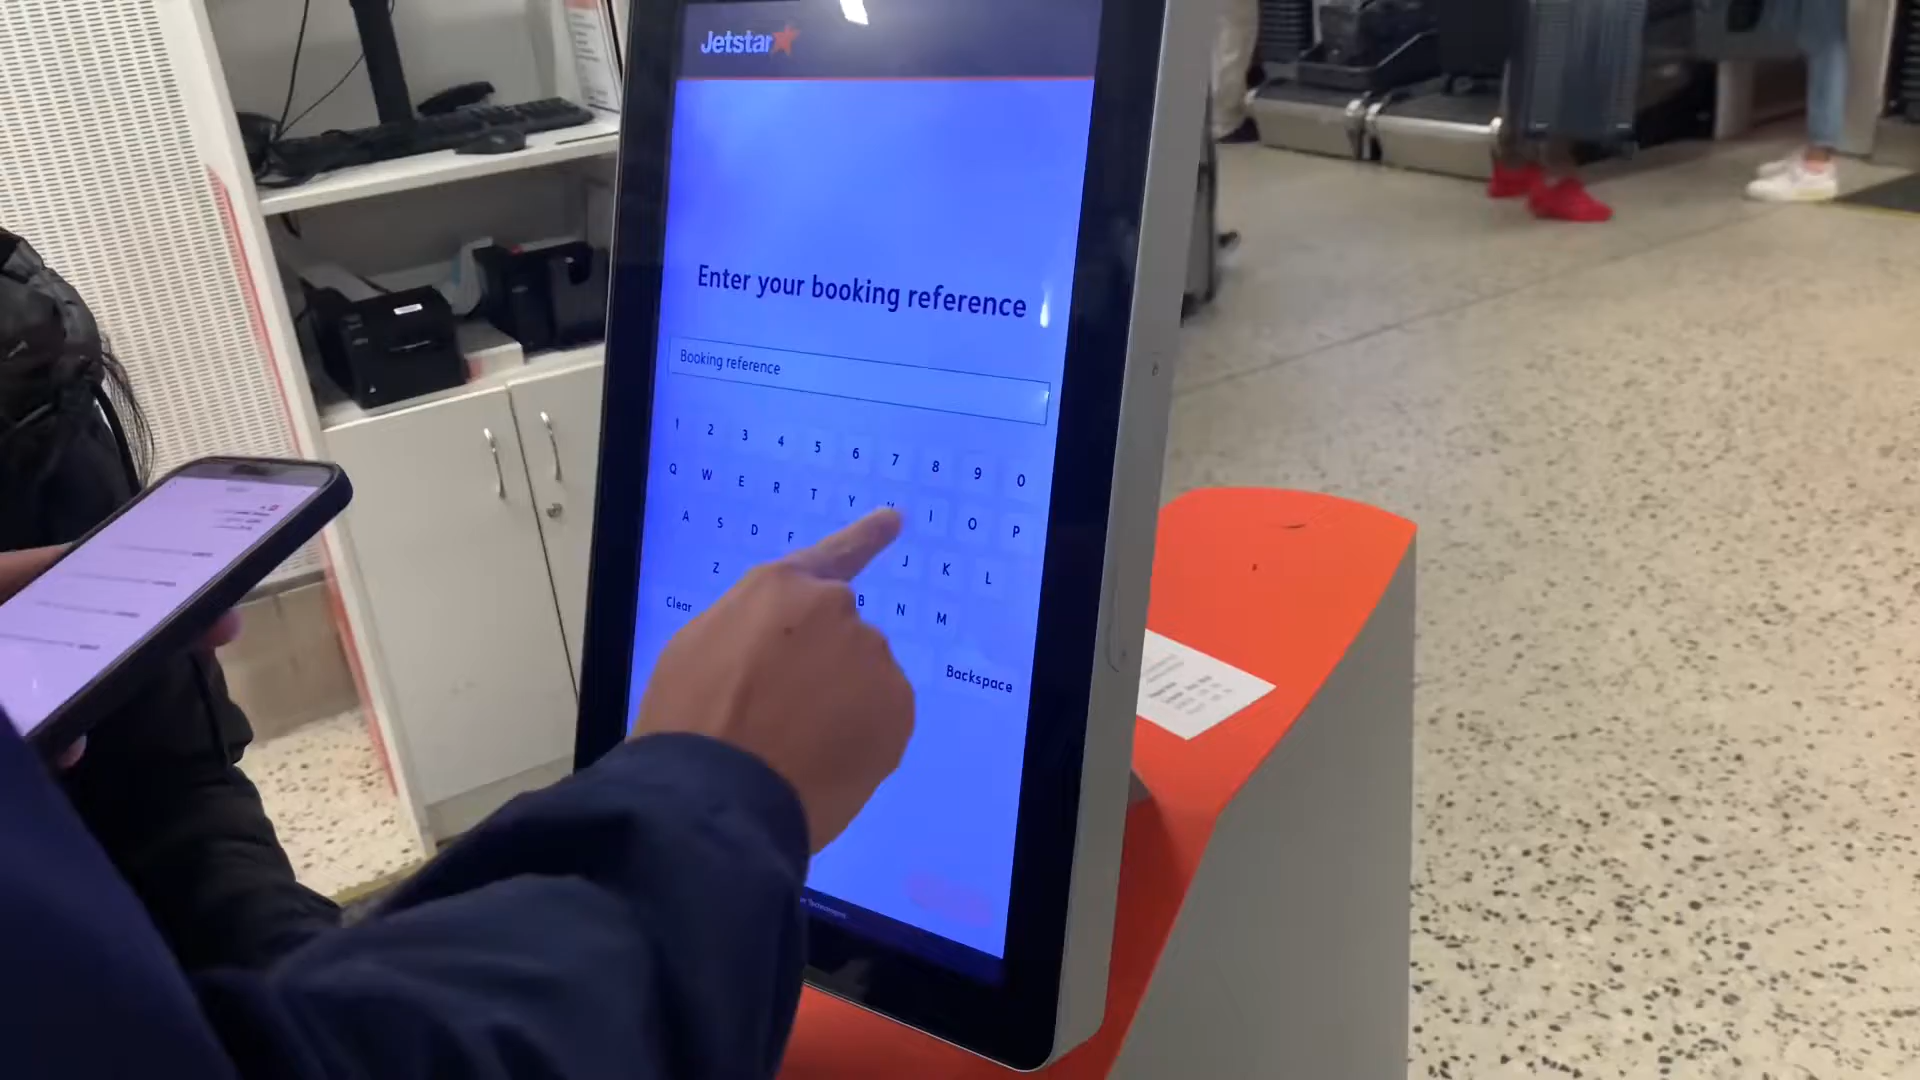 Jetstar
Enter your booking reference
Booking reference
1 2 3 4 5 6 7 8 9 0
Q W E R T Y I O P
A S D F J K L
Z B N M
Clear
Backspace